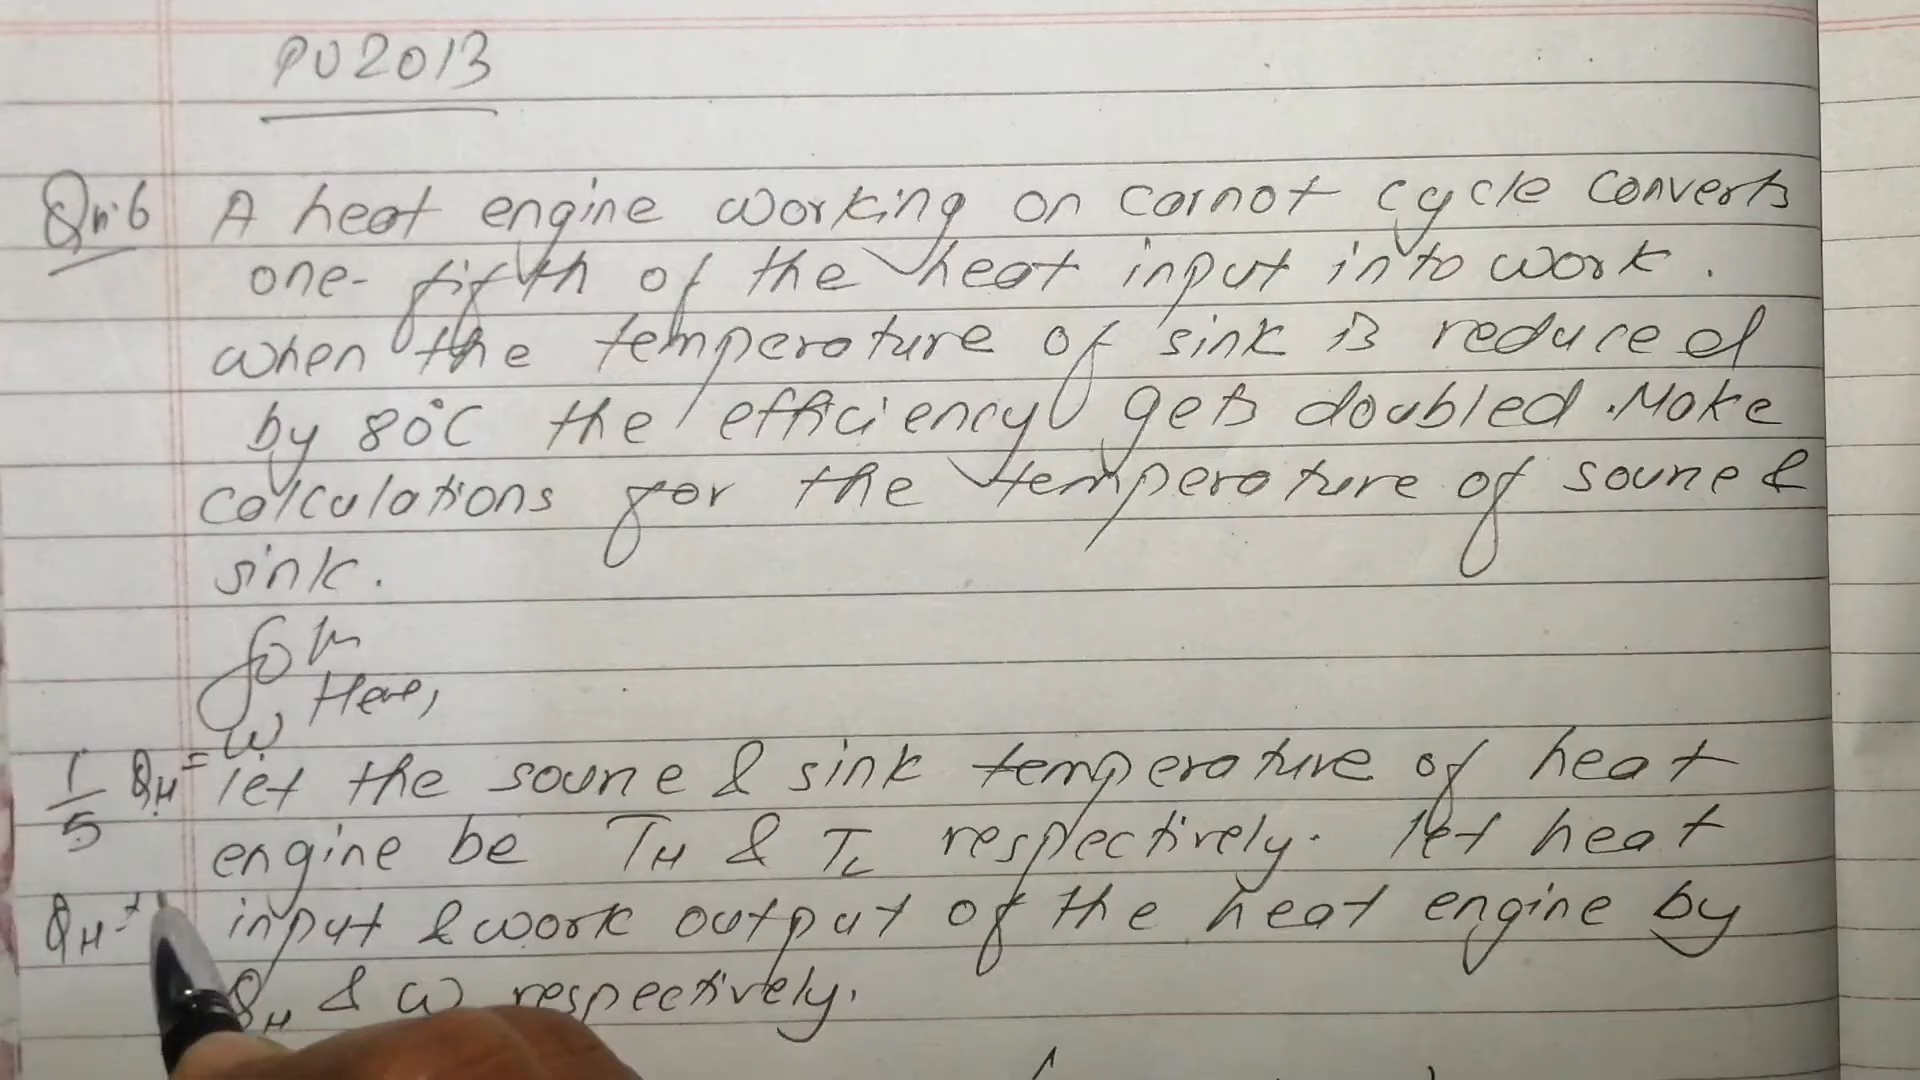 PU 2013
Qn.6 A heat engine working on carnot cycle converts
one-fifth of the heat input into work.
when the temperature of sink is reduced
by 80°C the efficiency gets doubled. Make
calculations for the temperature of source &
sink.
Soln
Here,
1/5 QH = W
let the source & sink temperature of heat
engine be TH & TL respectively. let heat
QH =
input & work output of the heat engine by
QH & W respectively.